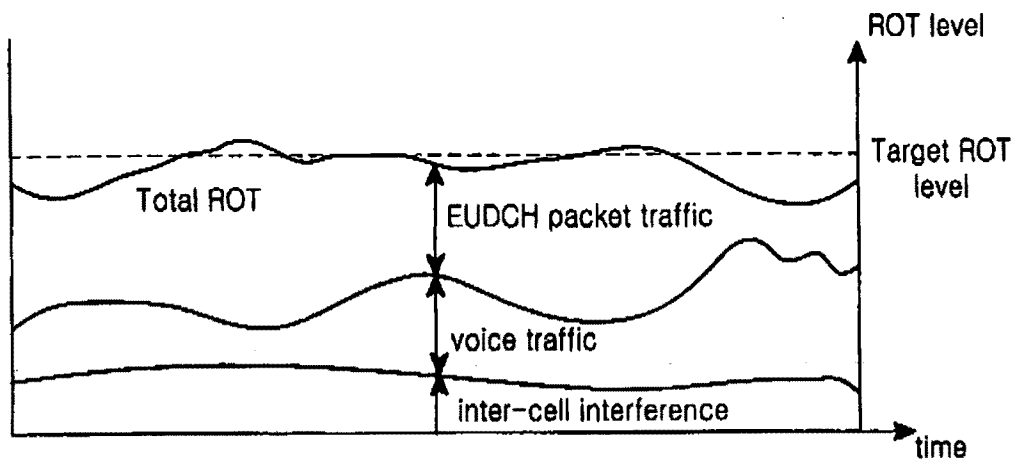 ROT level
Target ROT
level
Total ROT
EUDCH packet traffic
voice traffic
inter-cell interference
time